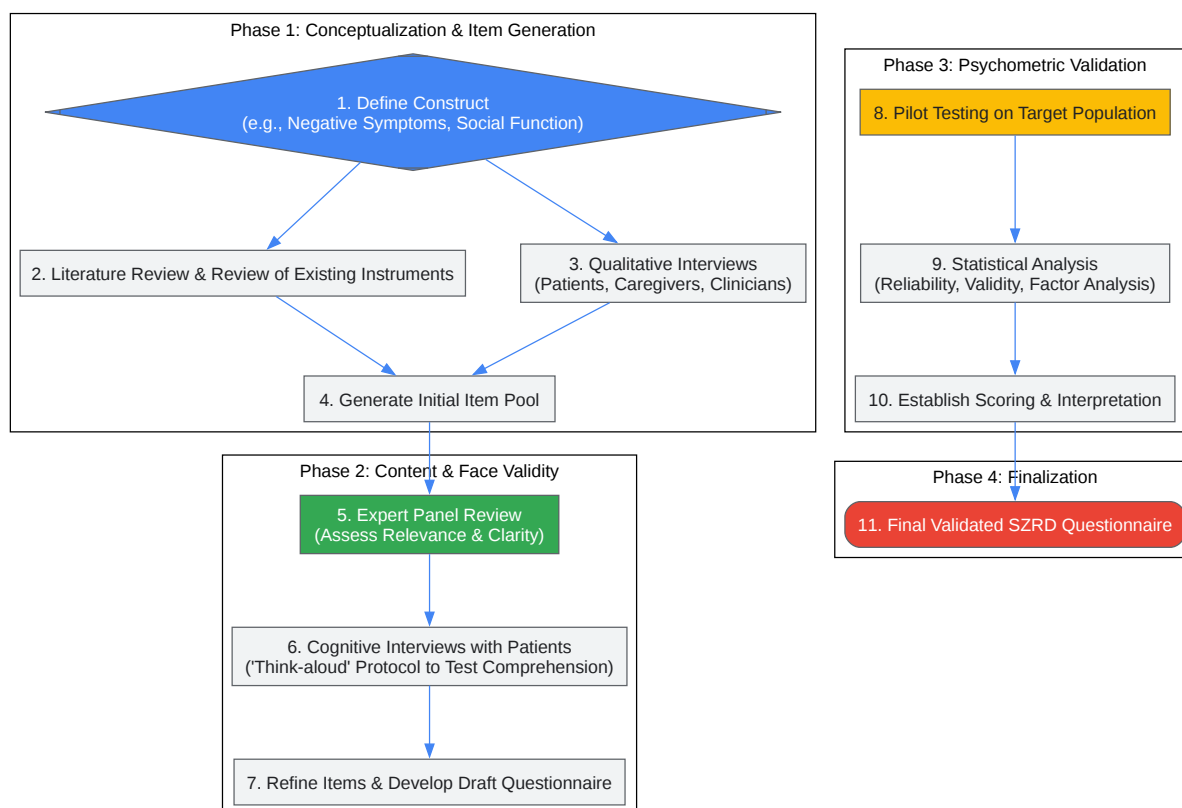 Phase 1: Conceptualization & Item Generation
1. Define Construct
(e.g., Negative Symptoms, Social Function)
2. Literature Review & Review of Existing Instruments
3. Qualitative Interviews
(Patients, Caregivers, Clinicians)
4. Generate Initial Item Pool
Phase 2: Content & Face Validity
5. Expert Panel Review
(Assess Relevance & Clarity)
6. Cognitive Interviews with Patients
('Think-aloud' Protocol to Test Comprehension)
7. Refine Items & Develop Draft Questionnaire
Phase 3: Psychometric Validation
8. Pilot Testing on Target Population
9. Statistical Analysis
(Reliability, Validity, Factor Analysis)
10. Establish Scoring & Interpretation
Phase 4: Finalization
11. Final Validated SZRD Questionnaire